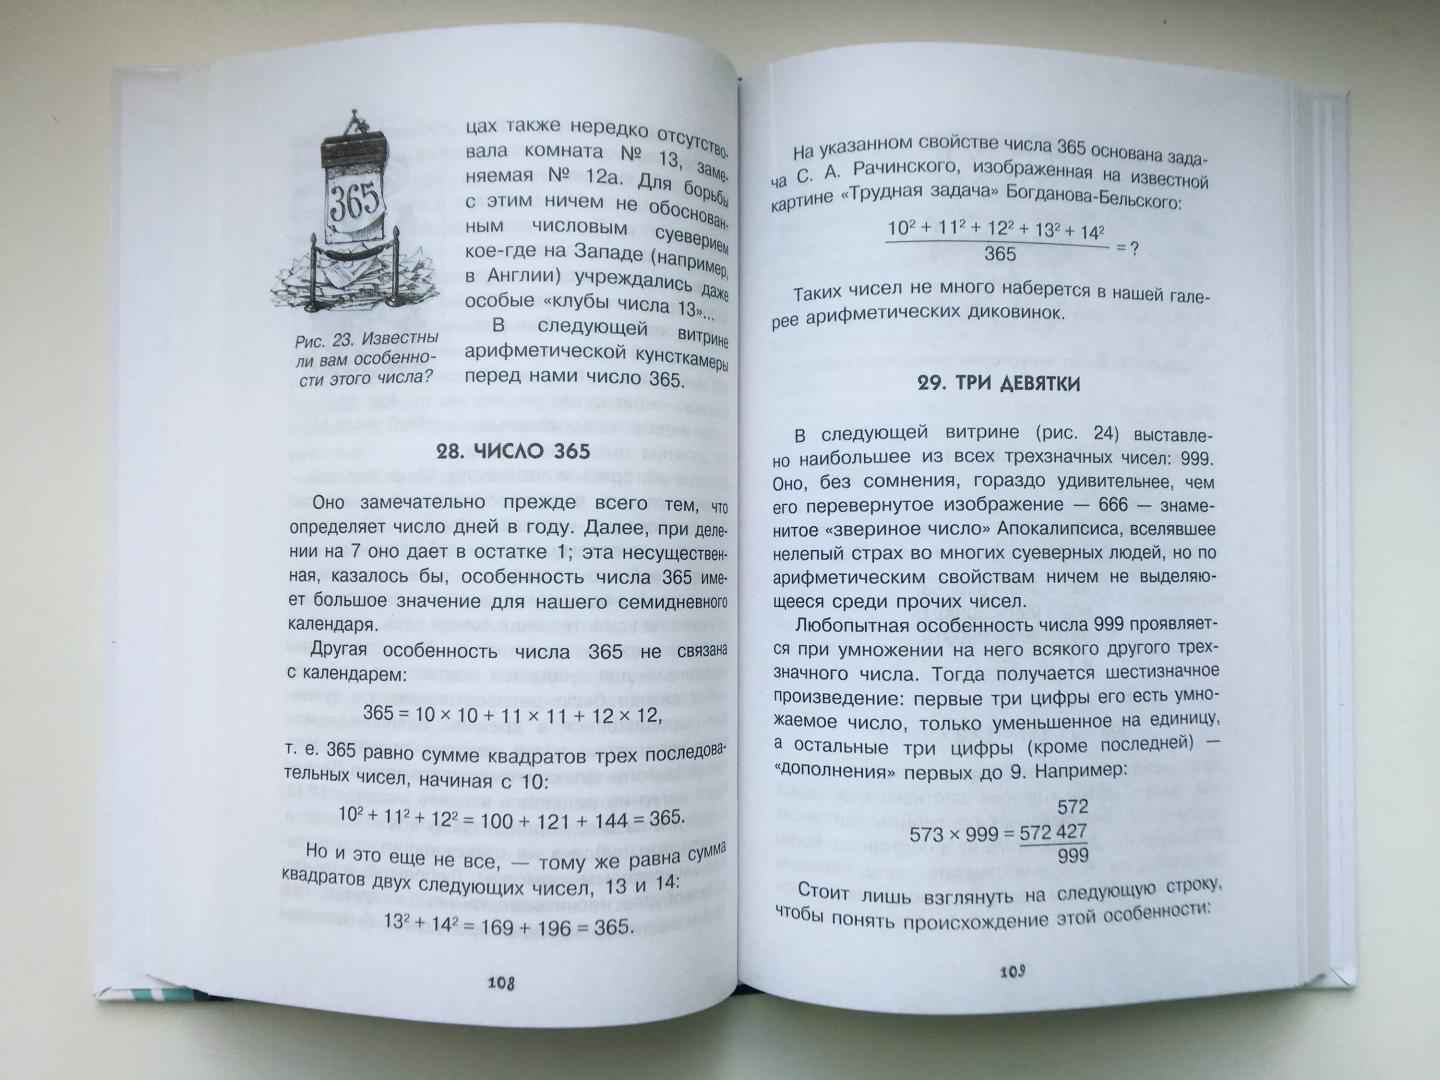 365
цах также нередко отсутство-
вала комната № 13, заме-
няемая № 12а. Для борьбы
с этим ничем не обоснован-
ным числовым суеверием
кое-где на Западе (например,
в Англии) учреждались даже
особые «клубы числа 13»...
В следующей витрине
арифметической кунсткамеры
перед нами число 365.
Рис. 23. Известны
ли вам особенно-
сти этого числа?
28. ЧИСЛО 365
Оно замечательно прежде всего тем, что
определяет число дней в году. Далее, при деле-
нии на 7 оно дает в остатке 1; эта несуществен-
ная, казалось бы, особенность числа 365 име-
ет большое значение для нашего семидневного
календаря.
Другая особенность числа 365 не связана
с календарем:
365 = 10 × 10 + 11 × 11 + 12 × 12,
т. е. 365 равно сумме квадратов трех последова-
тельных чисел, начиная с 10:
10² + 11² + 12² = 100 + 121 + 144 = 365.
Но и это еще не все, — тому же равна сумма
квадратов двух следующих чисел, 13 и 14:
13² + 14² = 169 + 196 = 365.
108
На указанном свойстве числа 365 основана зада-
ча С. А. Рачинского, изображенная на известной
картине «Трудная задача» Богданова-Бельского:
10² + 11² + 12² + 13² + 14²
365
= ?
Таких чисел не много наберется в нашей гале-
рее арифметических диковинок.
29. ТРИ ДЕВЯТКИ
В следующей витрине (рис. 24) выставле-
но наибольшее из всех трехзначных чисел: 999.
Оно, без сомнения, гораздо удивительнее, чем
его перевернутое изображение — 666 — знаме-
нитое «звериное число» Апокалипсиса, вселявшее
нелепый страх во многих суеверных людей, но по
арифметическим свойствам ничем не выделяю-
щееся среди прочих чисел.
Любопытная особенность числа 999 проявляет-
ся при умножении на него всякого другого трех-
значного числа. Тогда получается шестизначное
произведение: первые три цифры его есть умно-
жаемое число, только уменьшенное на единицу,
а остальные три цифры (кроме последней) —
«дополнения» первых до 9. Например:
572
573 × 999 = 572 427
999
Стоит лишь взглянуть на следующую строку,
чтобы понять происхождение этой особенности:
109